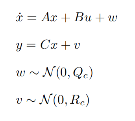 ẋ = Ax + Bu + w
y = Cx + v
w ∼ 𝒩(0, Q_c)
v ∼ 𝒩(0, R_c)